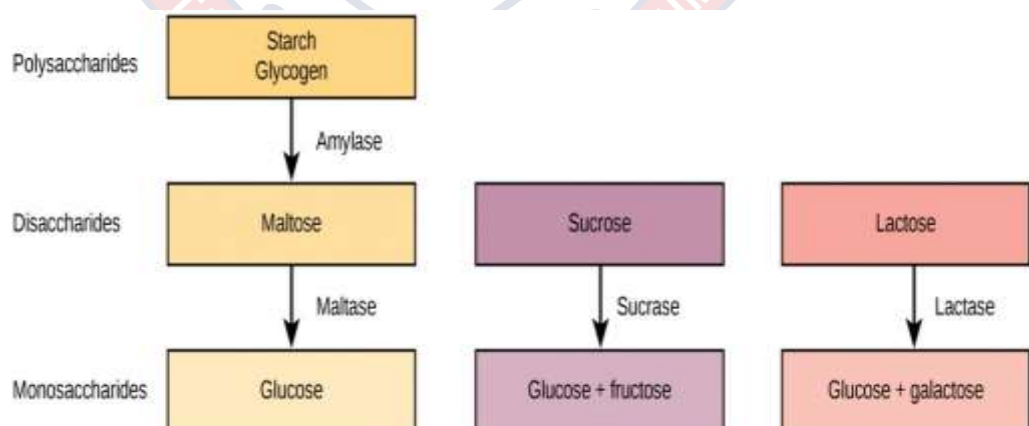 Polysaccharides
Starch
Glycogen
Amylase
Disaccharides
Maltose
Sucrose
Lactose
Maltase
Sucrase
Lactase
Monosaccharides
Glucose
Glucose + fructose
Glucose + galactose